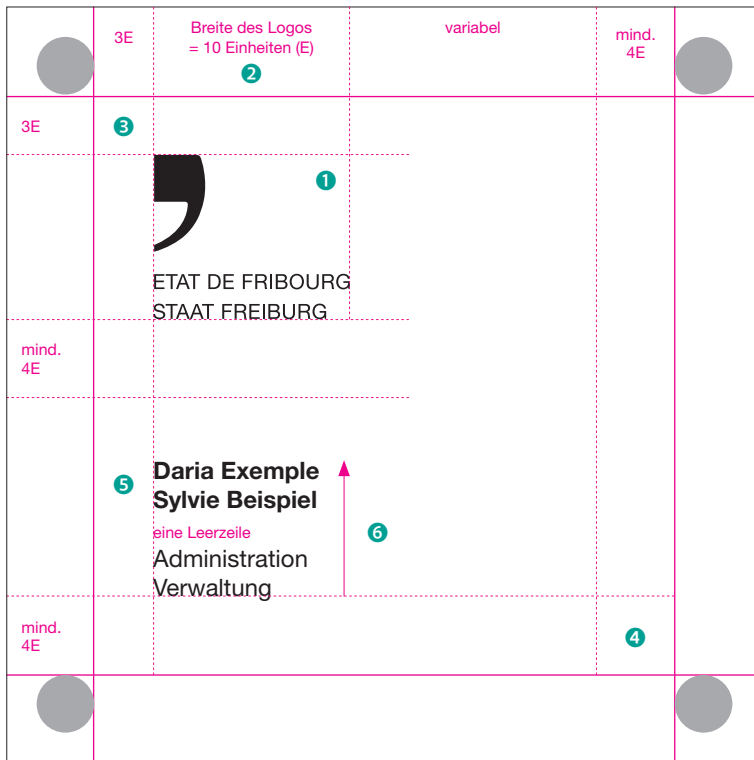 3E
Breite des Logos
= 10 Einheiten (E)
2
variabel
mind.
4E
3E
3
1
ETAT DE FRIBOURG
STAAT FREIBURG
mind.
4E
5
Daria Exemple
Sylvie Beispiel
eine Leerzeile
6
Administration
Verwaltung
mind.
4E
4